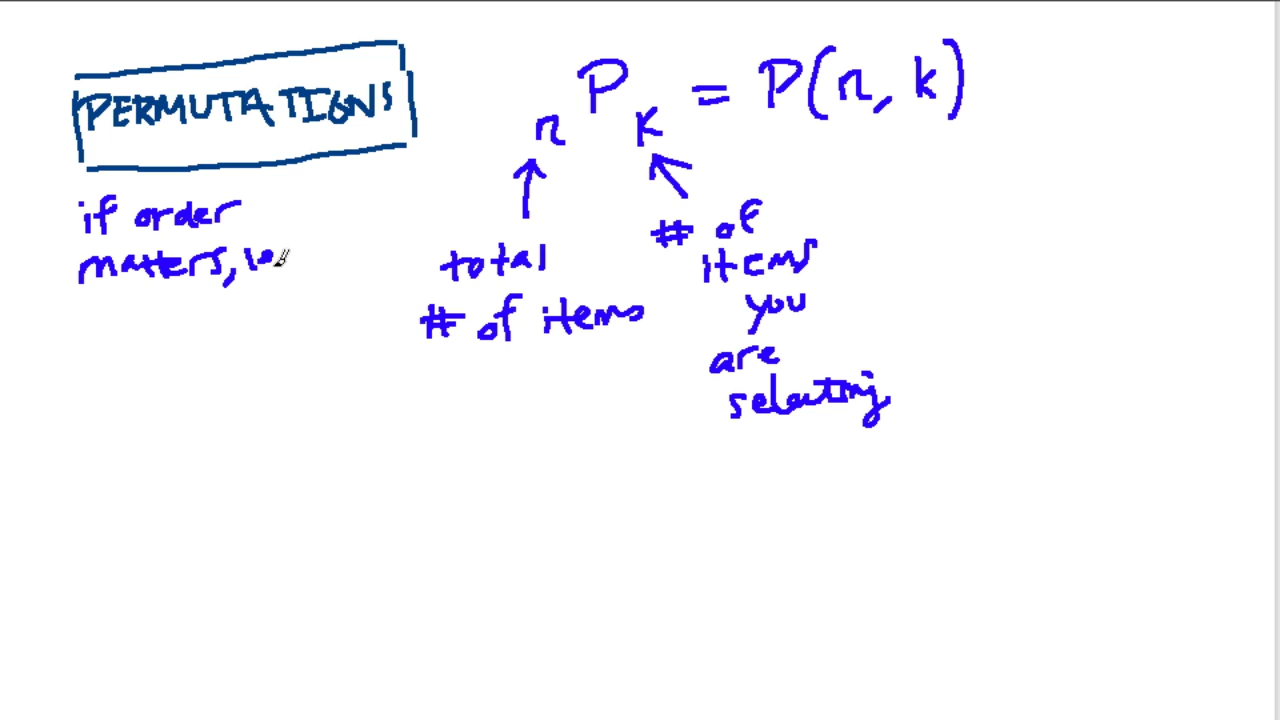 PERMUTATIONS
if order
matters,
nPk = P(n, k)
total
# of items
# of
items
you
are
selecting